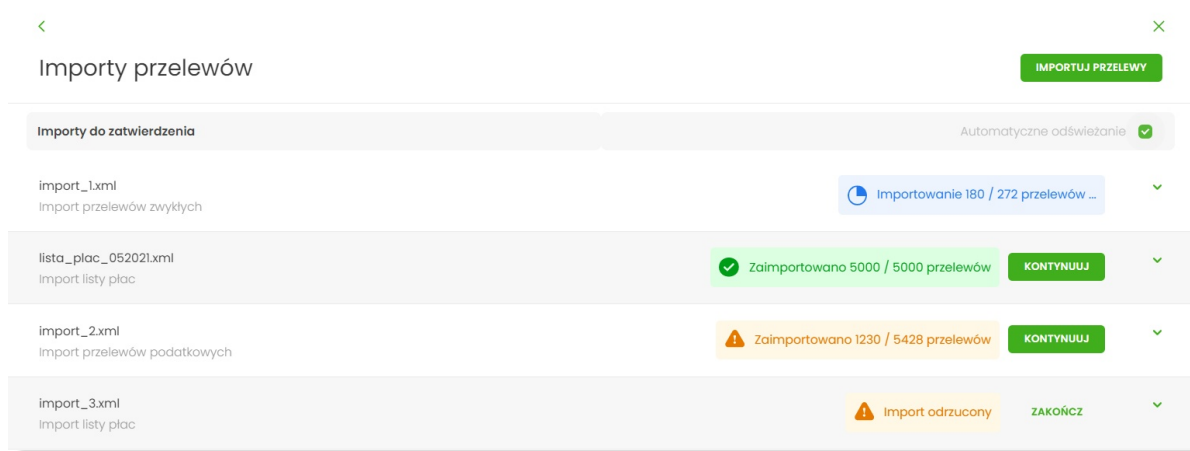 Importy przelewów
IMPORTUJ PRZELEWY
Importy do zatwierdzenia
Automatyczne odświeżanie
import_1.xml
Import przelewów zwykłych
Importowanie 180 / 272 przelewów ...
lista_plac_052021.xml
Import listy płac
Zaimportowano 5000 / 5000 przelewów
KONTYNUUJ
import_2.xml
Import przelewów podatkowych
Zaimportowano 1230 / 5428 przelewów
KONTYNUUJ
import_3.xml
Import listy płac
Import odrzucony
ZAKOŃCZ